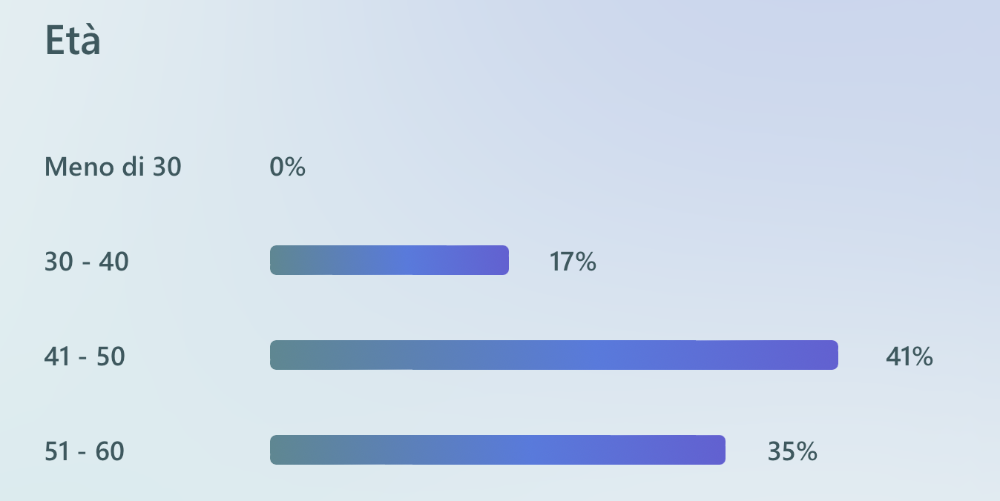 Età
Meno di 30 0%
30 - 40 17%
41 - 50 41%
51 - 60 35%